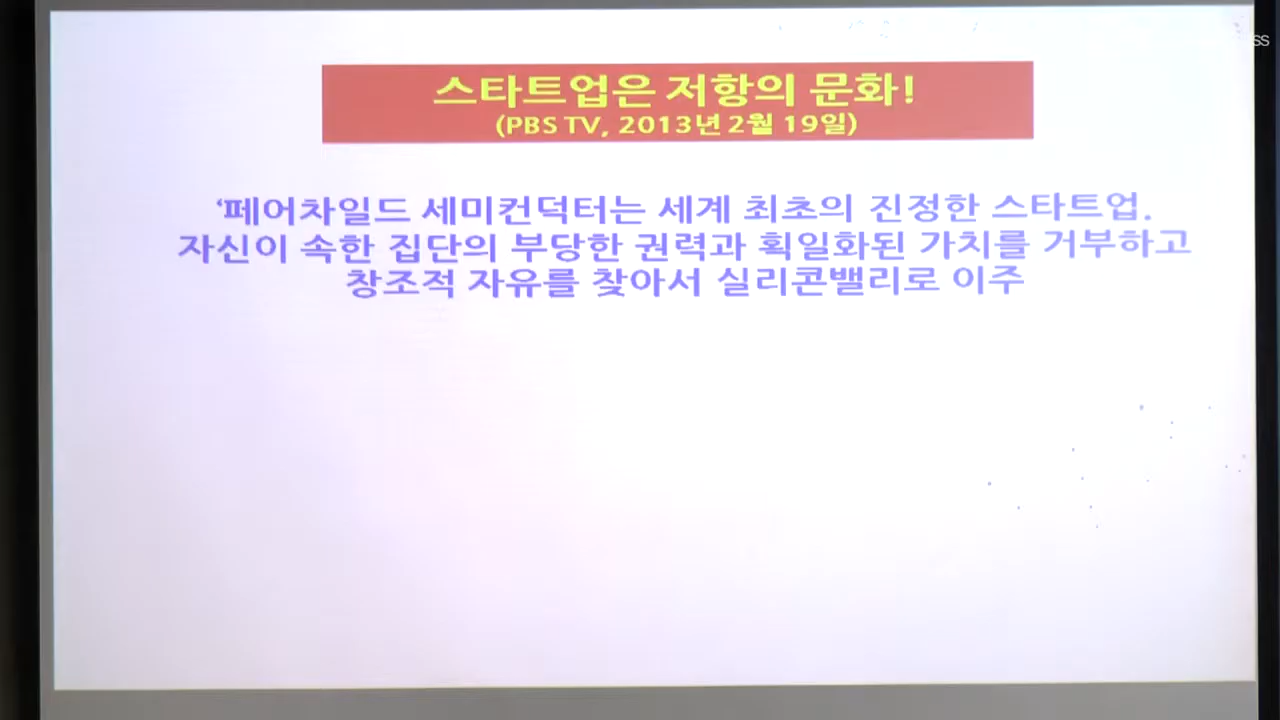 스타트업은 저항의 문화!
(PBS TV, 2013년 2월 19일)
‘페어차일드 세미컨덕터는 세계 최초의 진정한 스타트업.
자신이 속한 집단의 부당한 권력과 획일화된 가치를 거부하고
창조적 자유를 찾아서 실리콘밸리로 이주
ss